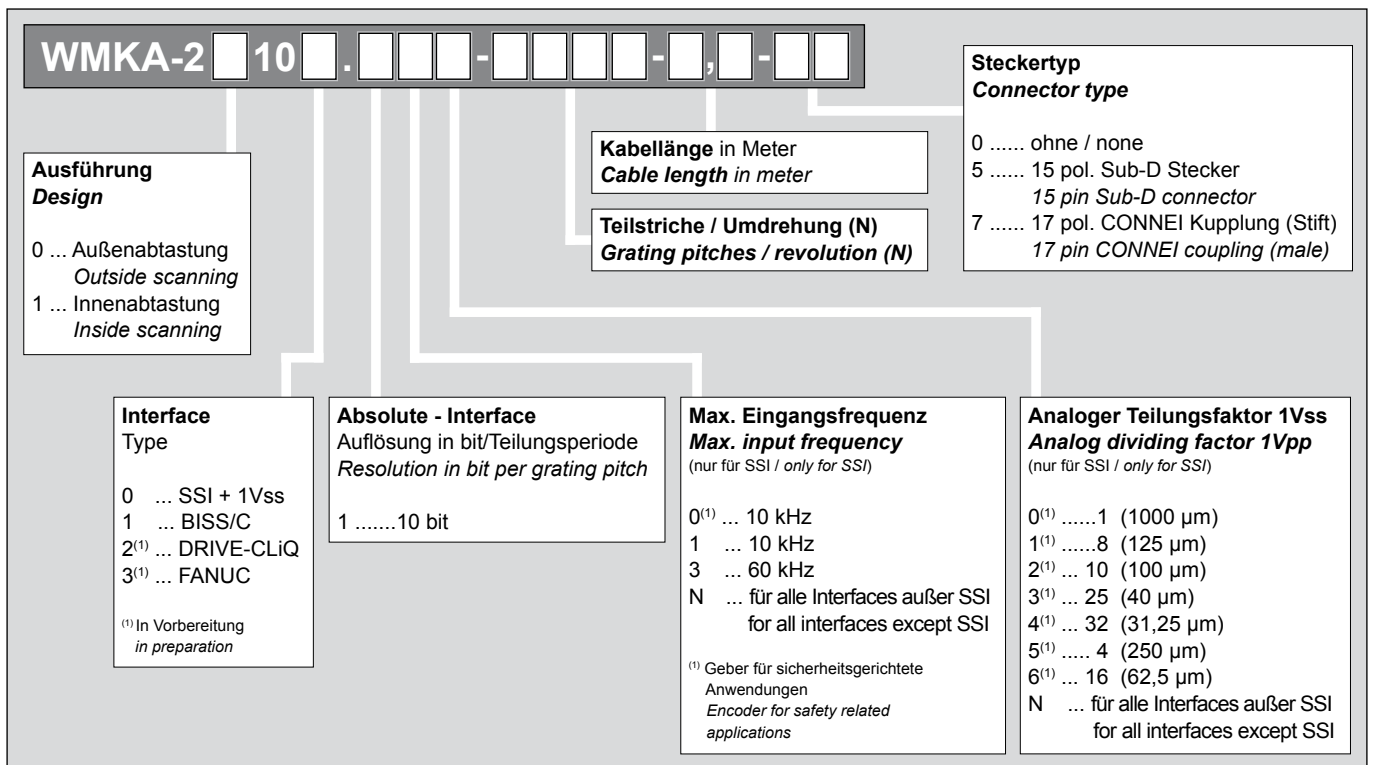 WMKA-2 10 . - - , -
Steckertyp
Connector type
0 ...... ohne / none
5 ...... 15 pol. Sub-D Stecker
15 pin Sub-D connector
7 ...... 17 pol. CONNEI Kupplung (Stift)
17 pin CONNEI coupling (male)
Kabellänge in Meter
Cable length in meter
Teilstriche / Umdrehung (N)
Grating pitches / revolution (N)
Ausführung
Design
0 ... Außenabtastung
Outside scanning
1 ... Innenabtastung
Inside scanning
Interface
Type
0 ... SSI + 1Vss
1 ... BISS/C
2(1) ... DRIVE-CLiQ
3(1) ... FANUC
(1) In Vorbereitung
in preparation
Absolute - Interface
Auflösung in bit/Teilungsperiode
Resolution in bit per grating pitch
1 .......10 bit
Max. Eingangsfrequenz
Max. input frequency
(nur für SSI / only for SSI)
0(1) ... 10 kHz
1 ... 10 kHz
3 ... 60 kHz
N ... für alle Interfaces außer SSI
for all interfaces except SSI
(1) Geber für sicherheitsgerichtete
Anwendungen
Encoder for safety related
applications
Analoger Teilungsfaktor 1Vss
Analog dividing factor 1Vpp
(nur für SSI / only for SSI)
0(1) ......1 (1000 µm)
1(1) ......8 (125 µm)
2(1) ... 10 (100 µm)
3(1) ... 25 (40 µm)
4(1) ... 32 (31,25 µm)
5(1) ..... 4 (250 µm)
6(1) ... 16 (62,5 µm)
N ... für alle Interfaces außer SSI
for all interfaces except SSI